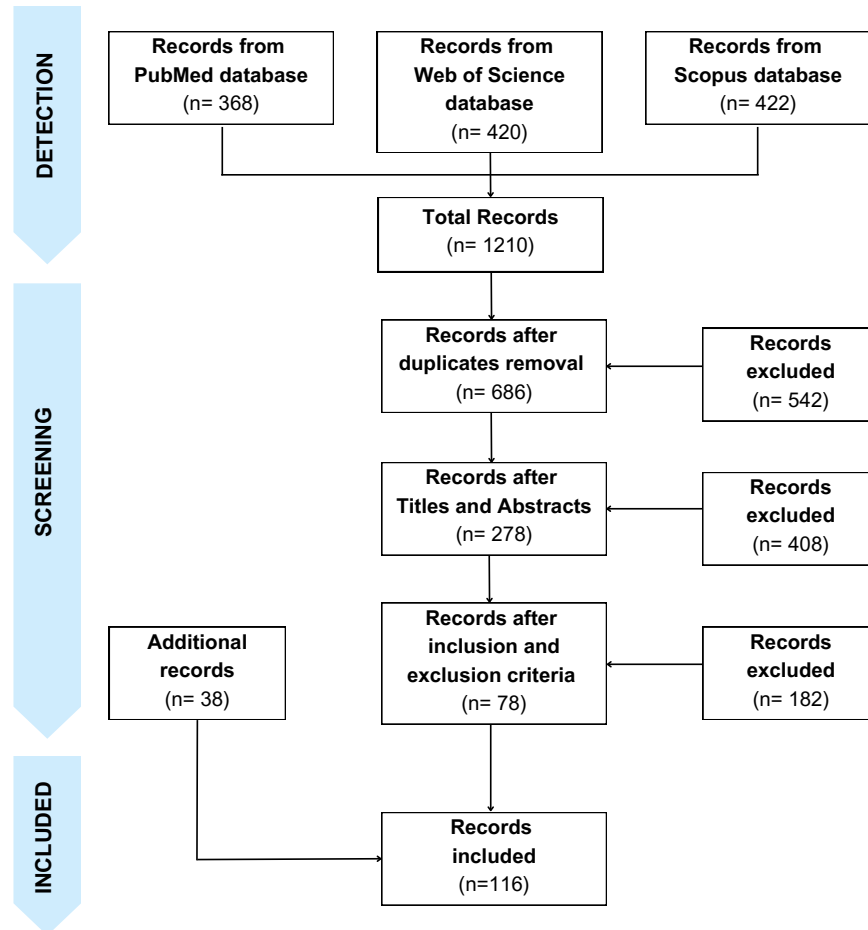 DETECTION
Records from
PubMed database
(n= 368)
Records from
Web of Science
database
(n= 420)
Records from
Scopus database
(n= 422)
Total Records
(n= 1210)
SCREENING
Records after
duplicates removal
(n= 686)
Records
excluded
(n= 542)
Records after
Titles and Abstracts
(n= 278)
Records
excluded
(n= 408)
Additional
records
(n= 38)
Records after
inclusion and
exclusion criteria
(n= 78)
Records
excluded
(n= 182)
INCLUDED
Records
included
(n=116)